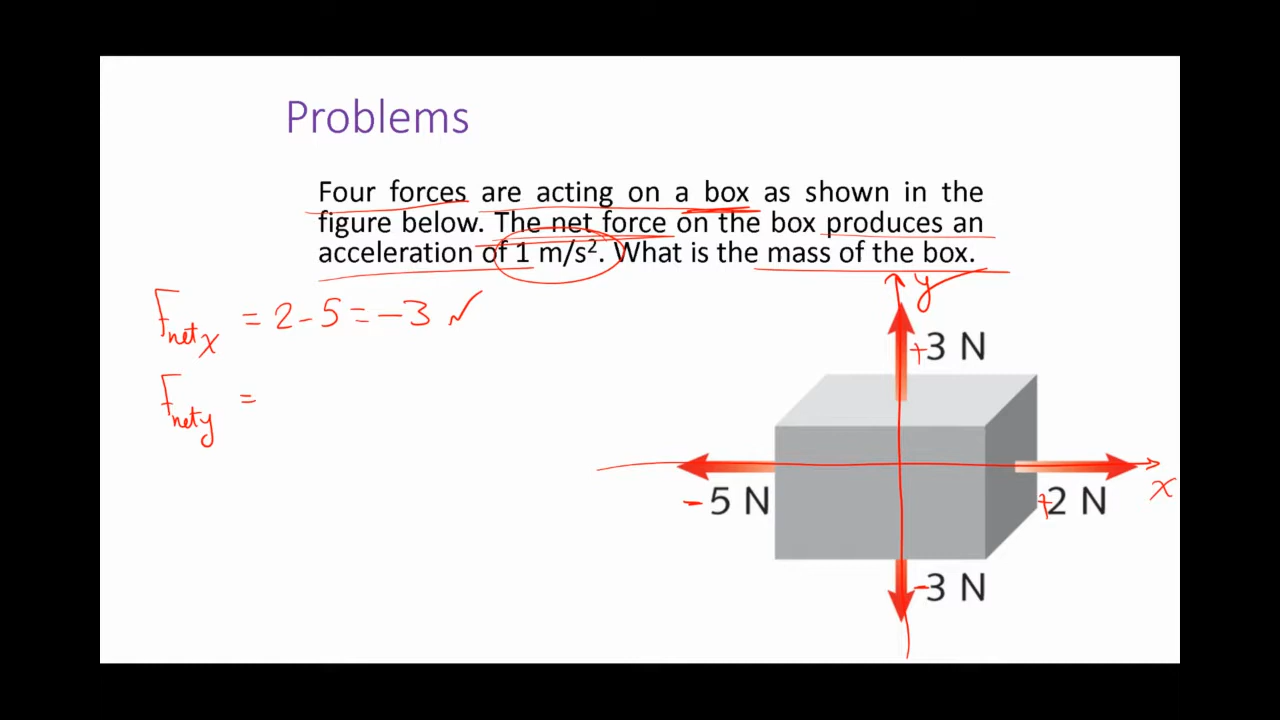 Problems
Four forces are acting on a box as shown in the
figure below. The net force on the box produces an
acceleration of 1 m/s². What is the mass of the box.
Fnetx = 2-5 = -3 ✓
Fnety =
y
+3 N
-5 N
+2 N
x
-3 N